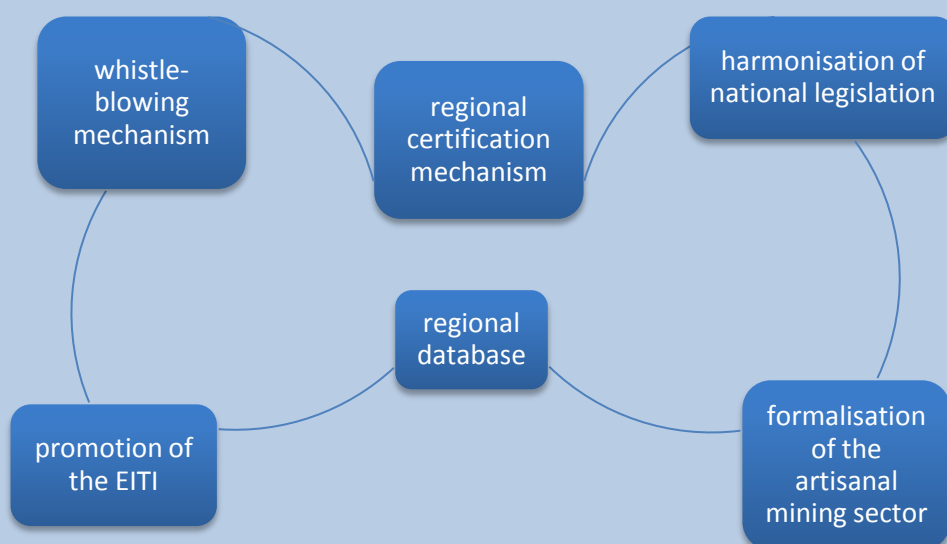 whistle-
blowing
mechanism
regional
certification
mechanism
harmonisation of
national legislation
regional
database
promotion of
the EITI
formalisation
of the
artisanal
mining sector